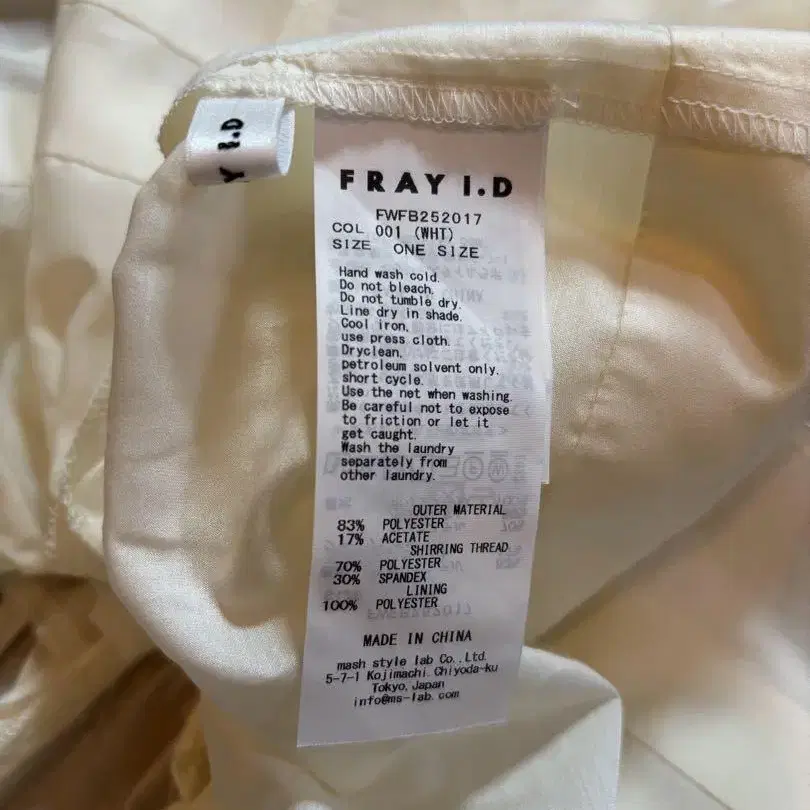 Y I.D
FRAY I.D
FWFB252017
COL 001 (WHT)
SIZE ONE SIZE
Hand wash cold.
Do not bleach.
Do not tumble dry.
Line dry in shade.
Cool iron.
use press cloth.
Dryclean.
petroleum solvent only.
short cycle.
Use the net when washing.
Be careful not to expose
to friction or let it
get caught.
Wash the laundry
separately from
other laundry.
OUTER MATERIAL
83% POLYESTER
17% ACETATE
SHIRRING THREAD
70% POLYESTER
30% SPANDEX
LINING
100% POLYESTER
MADE IN CHINA
mash style lab Co.,Ltd.
5-7-1 Kojimachi.Chiyoda-ku
Tokyo,Japan
info@ms-lab.com